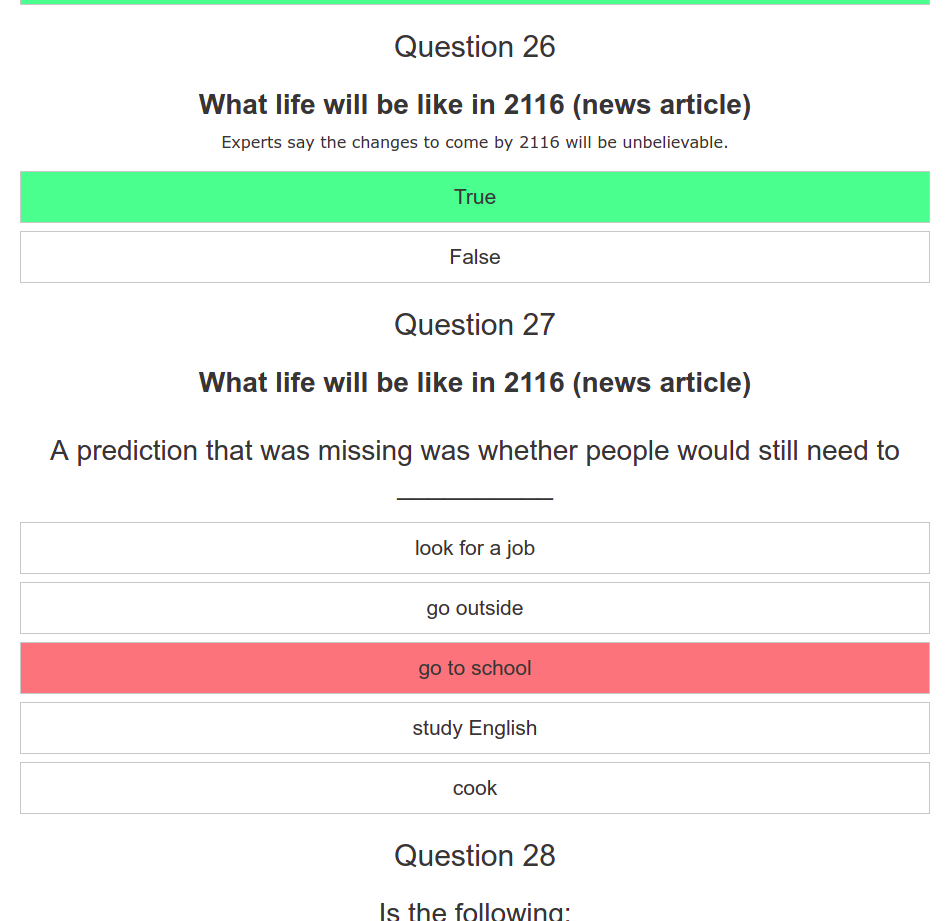 Question 26
What life will be like in 2116 (news article)
Experts say the changes to come by 2116 will be unbelievable.
True
False
Question 27
What life will be like in 2116 (news article)
A prediction that was missing was whether people would still need to
__________
look for a job
go outside
go to school
study English
cook
Question 28
Is the following: